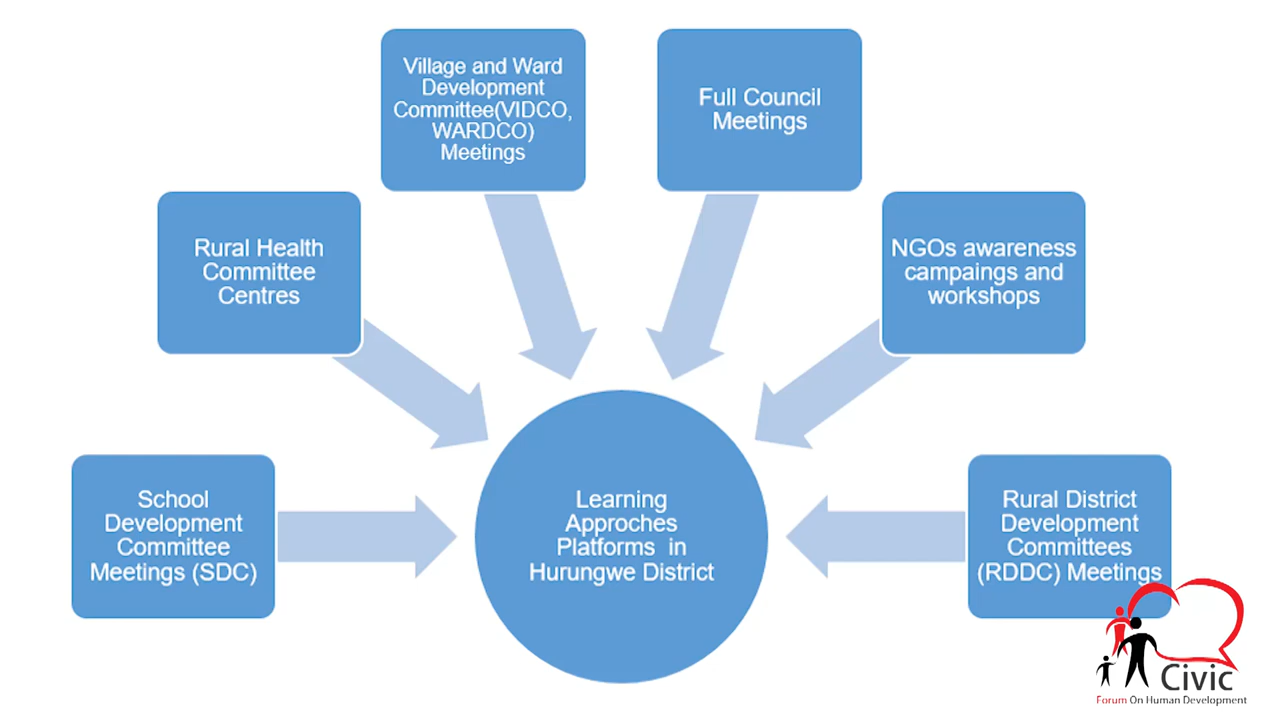 Village and Ward
Development
Committee(VIDCO,
WARDCO)
Meetings
Full Council
Meetings
Rural Health
Committee
Centres
NGOs awareness
campaings and
workshops
School
Development
Committee
Meetings (SDC)
Learning
Approches
Platforms in
Hurungwe District
Rural District
Development
Committees
(RDDC) Meetings
Civic
Forum On Human Development